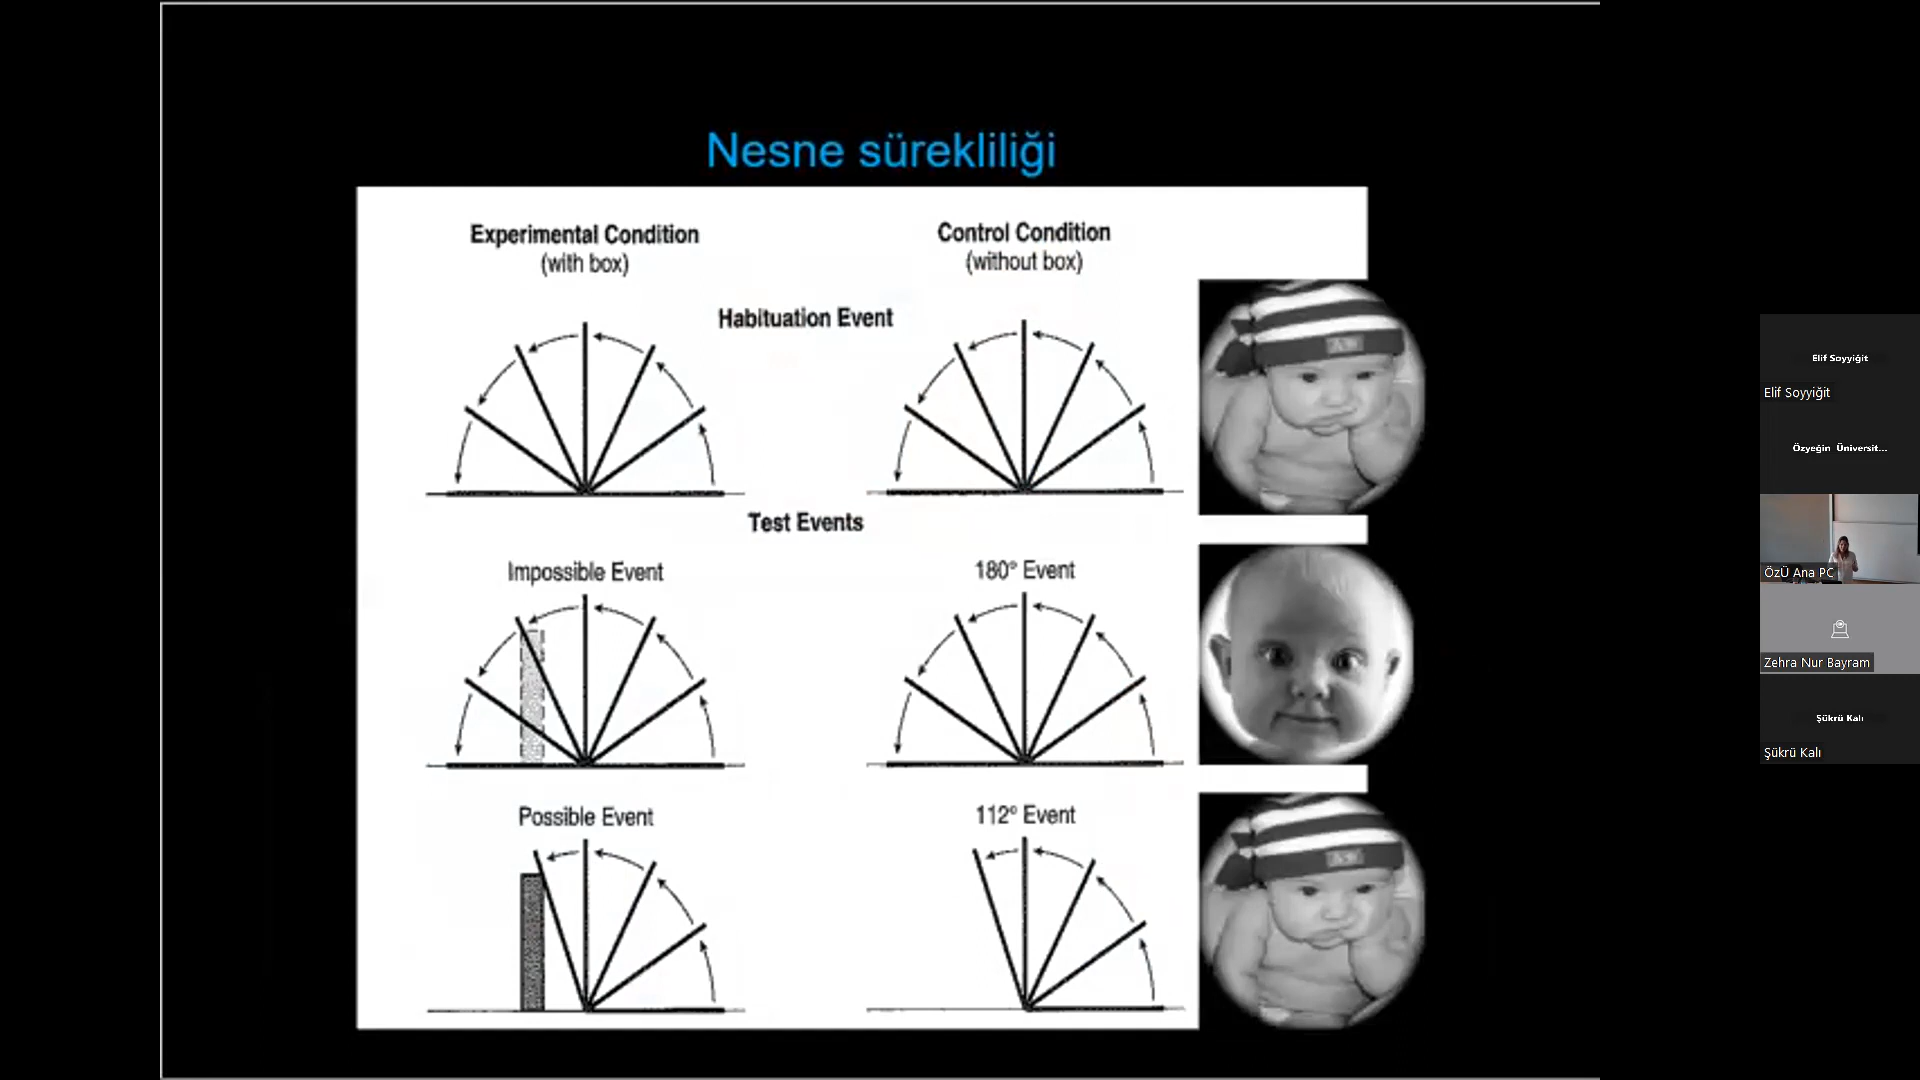 Nesne sürekliliği
Experimental Condition
(with box)
Control Condition
(without box)
Habituation Event
Test Events
Impossible Event
180° Event
Possible Event
112° Event
Elif Soyyiğit
Elif Soyyiğit
Özyeğin Üniversit...
ÖzÜ Ana PC
Zehra Nur Bayram
Şükrü Kalı
Şükrü Kalı